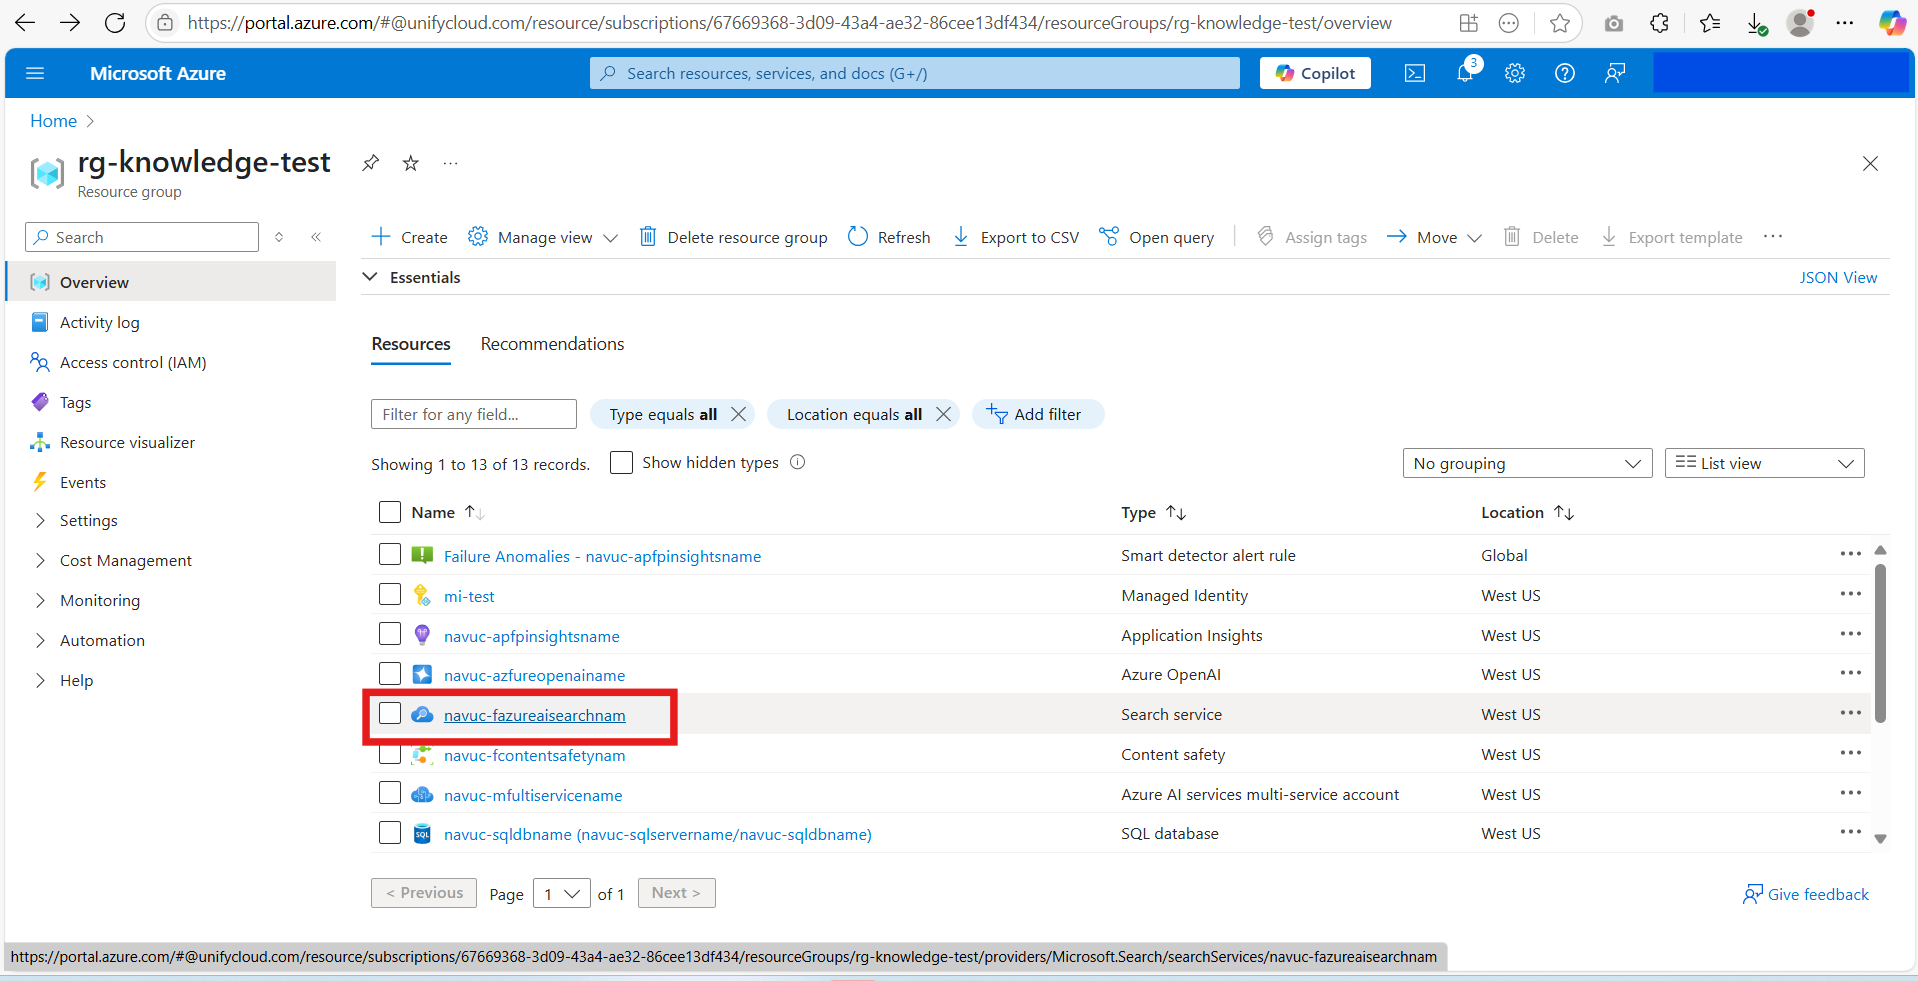 https://portal.azure.com/#@unifycloud.com/resource/subscriptions/67669368-3d09-43a4-ae32-86cee13df434/resourceGroups/rg-knowledge-test/overview
Microsoft Azure
Search resources, services, and docs (G+/)
Copilot
3
Home
rg-knowledge-test
Resource group
Search
Create
Manage view
Delete resource group
Refresh
Export to CSV
Open query
Assign tags
Move
Delete
Export template
Essentials
JSON View
Overview
Activity log
Access control (IAM)
Tags
Resource visualizer
Events
Settings
Cost Management
Monitoring
Automation
Help
Resources
Recommendations
Filter for any field...
Type equals all
Location equals all
Add filter
Showing 1 to 13 of 13 records.
Show hidden types
No grouping
List view
Name Type Location
Failure Anomalies - navuc-apfpinsightsname Smart detector alert rule Global
mi-test Managed Identity West US
navuc-apfpinsightsname Application Insights West US
navuc-azfureopenainame Azure OpenAI West US
navuc-fazureaisearchnam Search service West US
navuc-fcontentsafetynam Content safety West US
navuc-mfultiservicename Azure AI services multi-service account West US
SQL navuc-sqldbname (navuc-sqlservername/navuc-sqldbname) SQL database West US
< Previous Page 1 of 1 Next >
Give feedback
https://portal.azure.com/#@unifycloud.com/resource/subscriptions/67669368-3d09-43a4-ae32-86cee13df434/resourceGroups/rg-knowledge-test/providers/Microsoft.Search/searchServices/navuc-fazureaisearchnam